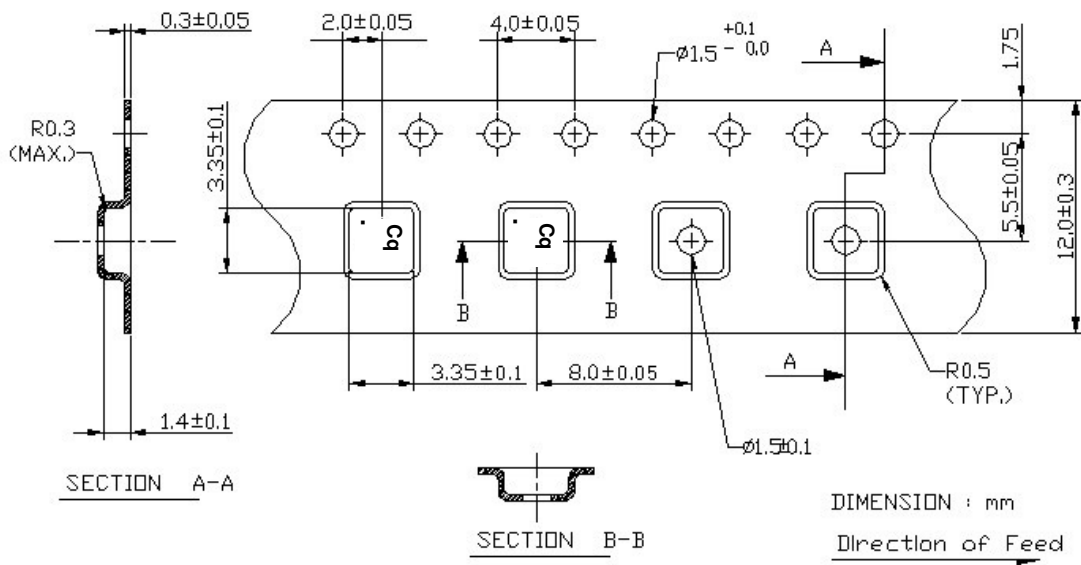 0.3±0.05
2.0±0.05
4.0±0.05
Ø1.5 +0.1 - 0.0
A
1.75
R0.3
(MAX.)
3.35±0.1
5.5±0.05
12.0±0.3
Cq
Cq
B
B
3.35±0.1
8.0±0.05
A
R0.5
(TYP.)
1.4±0.1
Ø1.5±0.1
SECTION A-A
SECTION B-B
DIMENSION : mm
Direction of Feed